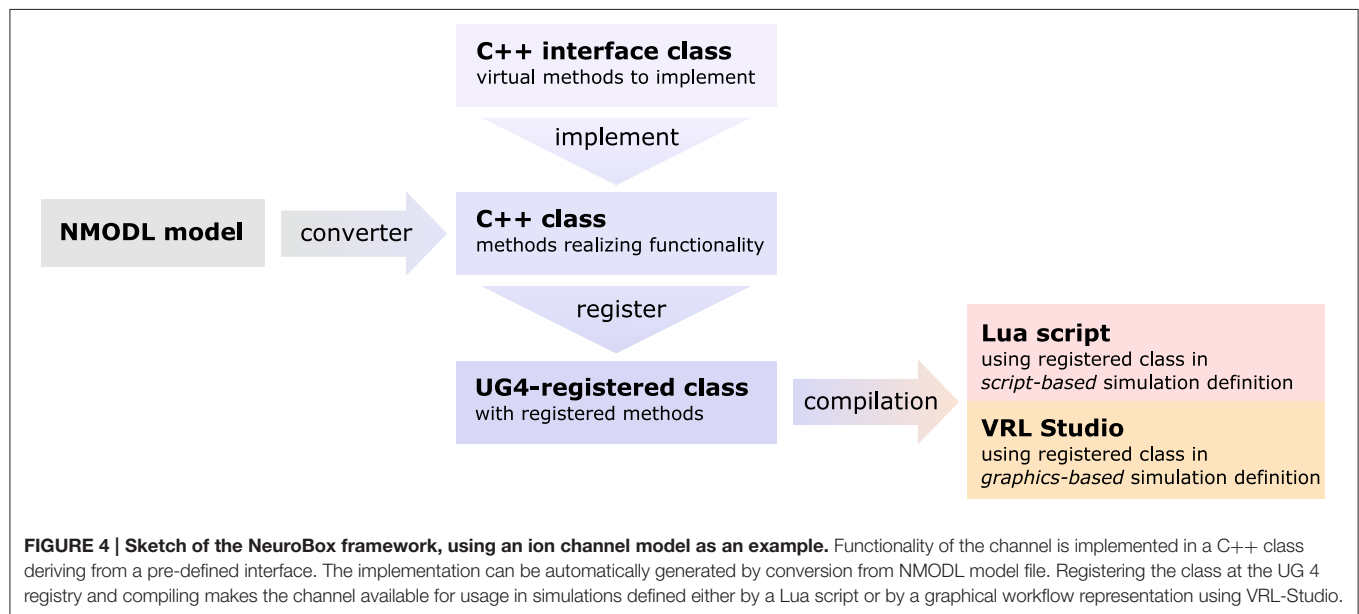 C++ interface class
virtual methods to implement
implement
NMODL model
converter
C++ class
methods realizing functionality
register
UG4-registered class
with registered methods
compilation
Lua script
using registered class in
script-based simulation definition
VRL Studio
using registered class in
graphics-based simulation definition
FIGURE 4 | Sketch of the NeuroBox framework, using an ion channel model as an example. Functionality of the channel is implemented in a C++ class
deriving from a pre-defined interface. The implementation can be automatically generated by conversion from NMODL model file. Registering the class at the UG 4
registry and compiling makes the channel available for usage in simulations defined either by a Lua script or by a graphical workflow representation using VRL-Studio.